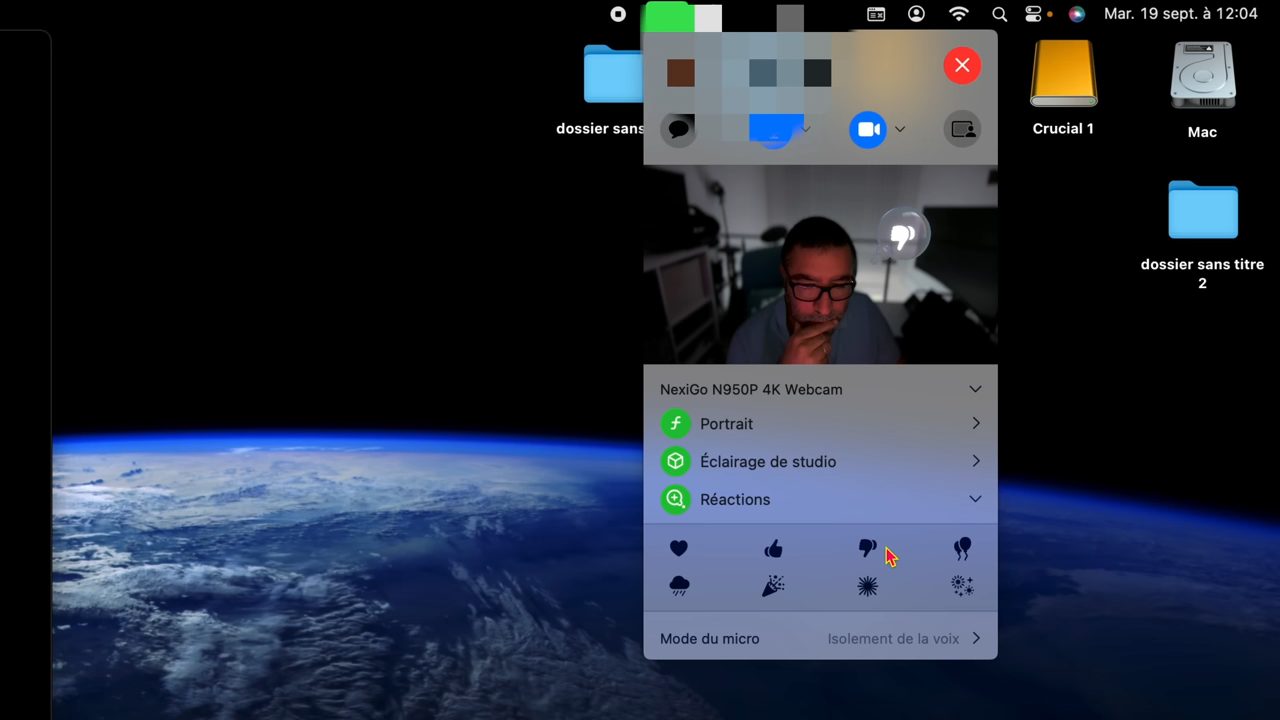 Mar. 19 sept. à 12:04
dossier sans
Crucial 1
Mac
dossier sans titre
2
NexiGo N950P 4K Webcam
Portrait
Éclairage de studio
Réactions
Mode du micro Isolement de la voix